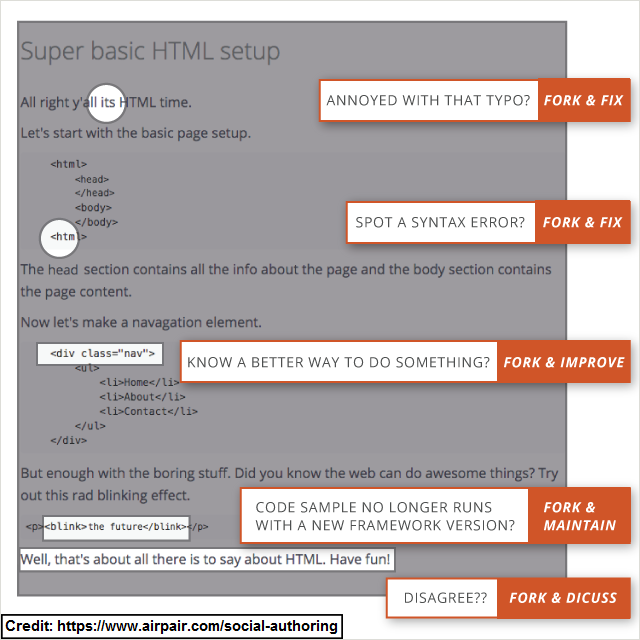 Super basic HTML setup
All right y'all its HTML time.
ANNOYED WITH THAT TYPO? FORK & FIX
Let's start with the basic page setup.
<html>
<head>
</head>
<body>
</body>
<html>
SPOT A SYNTAX ERROR? FORK & FIX
The head section contains all the info about the page and the body section contains
the page content.
Now let's make a navagation element.
<div class="nav">
KNOW A BETTER WAY TO DO SOMETHING? FORK & IMPROVE
<ul>
<li>Home</li>
<li>About</li>
<li>Contact</li>
</ul>
</div>
But enough with the boring stuff. Did you know the web can do awesome things? Try
out this rad blinking effect.
<p><blink>the future</blink></p>
CODE SAMPLE NO LONGER RUNS
WITH A NEW FRAMEWORK VERSION?
FORK &
MAINTAIN
Well, that's about all there is to say about HTML. Have fun!
DISAGREE?? FORK & DICUSS
Credit: https://www.airpair.com/social-authoring